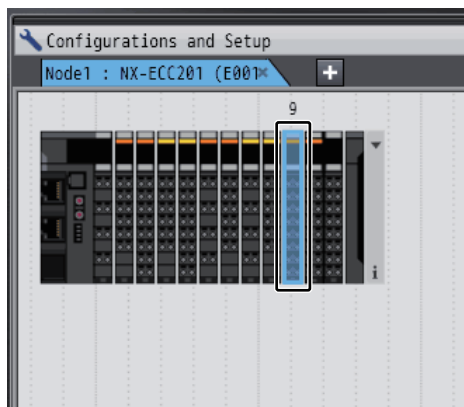 Configurations and Setup
Node1 : NX-ECC201 (E001
9
i